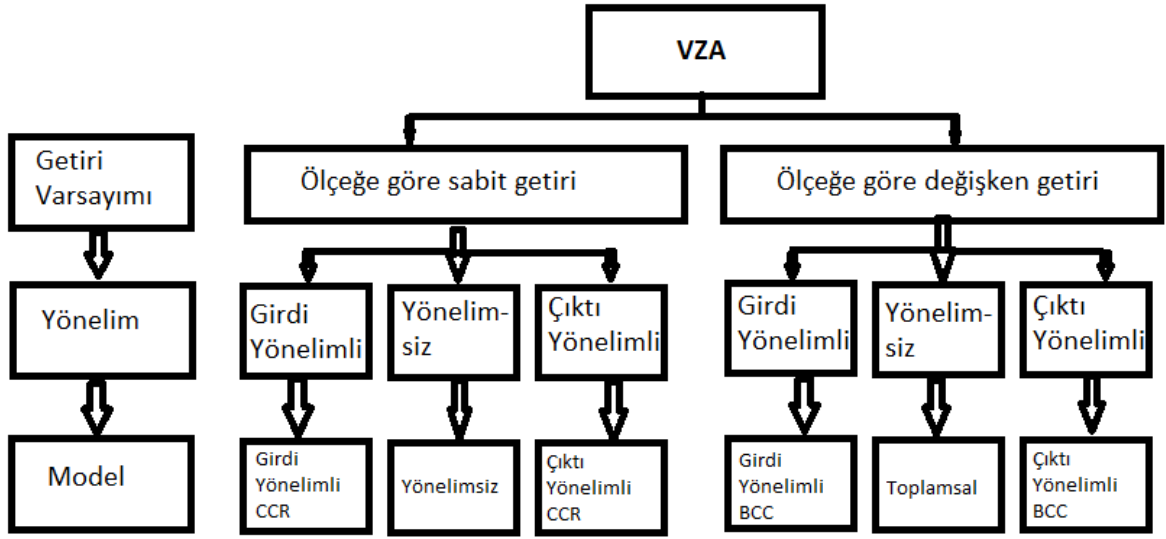 VZA
Getiri
Varsayımı
Ölçeğe göre sabit getiri
Ölçeğe göre değişken getiri
Yönelim
Girdi
Yönelimli
Yönelim-
siz
Çıktı
Yönelimli
Girdi
Yönelimli
Yönelim-
siz
Çıktı
Yönelimli
Model
Girdi
Yönelimli
CCR
Yönelimsiz
Çıktı
Yönelimli
CCR
Girdi
Yönelimli
BCC
Toplamsal
Çıktı
Yönelimli
BCC